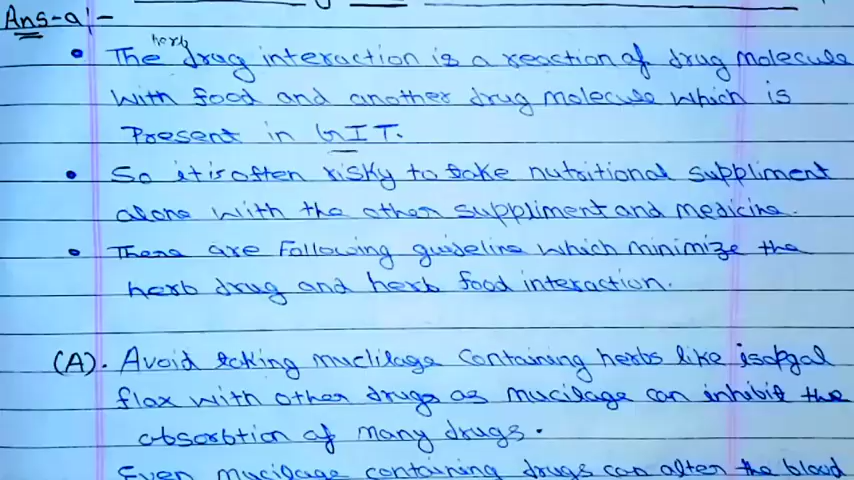 Ans-a:-
• The herb drug interaction is a reaction of drug molecule
with food and another drug molecule which is
Present in GIT.
• So it is often risky to take nutritional suppliment
alone with the other suppliment and medicine.
• There are following guideline which minimize the
herb drug and herb food interaction.
(A). Avoid taking muclilage containing herbs like isapgal
flax with other drugs as mucilage can inhibit the
absorbtion of many drugs.
Even mucilage containing drugs can alter the blood